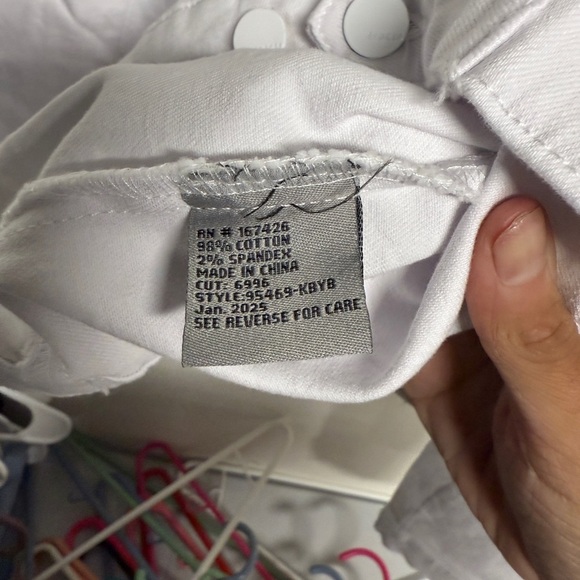 RN # 167426
98% COTTON
2% SPANDEX
MADE IN CHINA
CUT: 6996
STYLE:95469-KBYB
Jan. 2025
SEE REVERSE FOR CARE